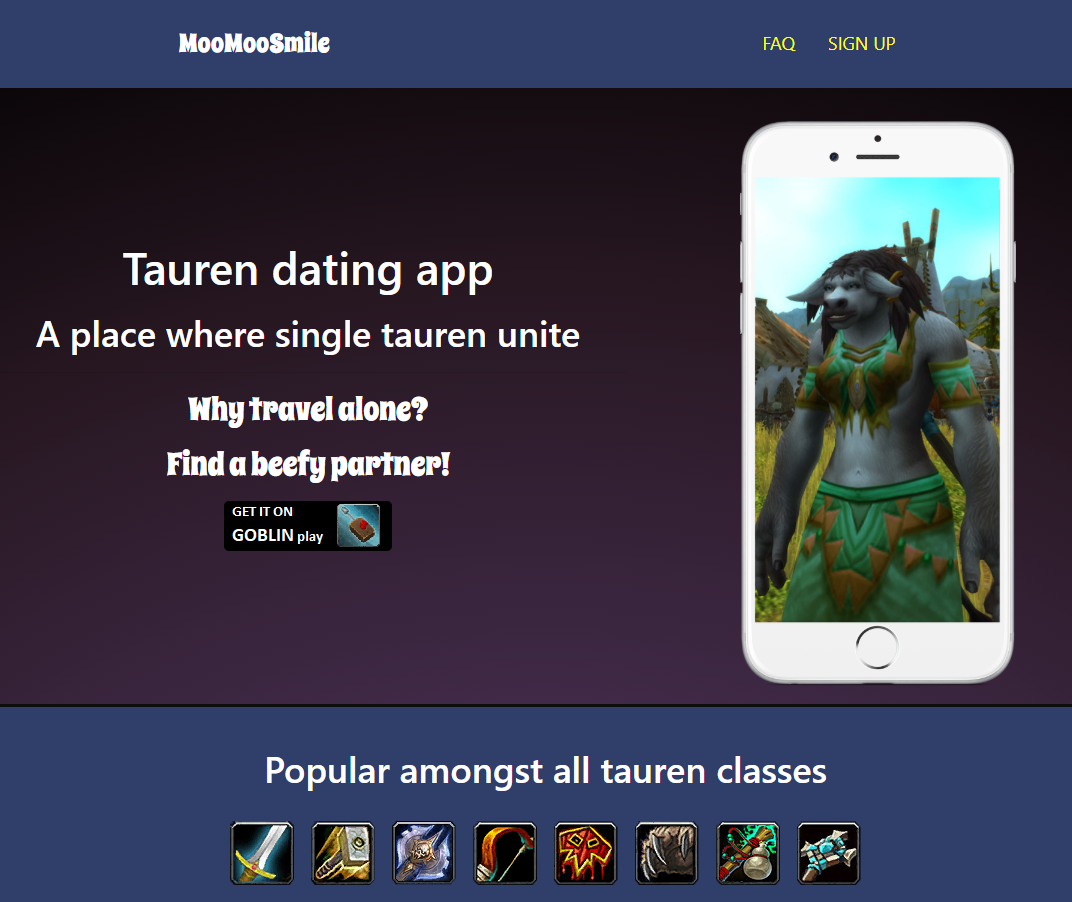 MooMooSmile
FAQ
SIGN UP
Tauren dating app
A place where single tauren unite
Why travel alone?
Find a beefy partner!
GET IT ON
GOBLIN play
Popular amongst all tauren classes